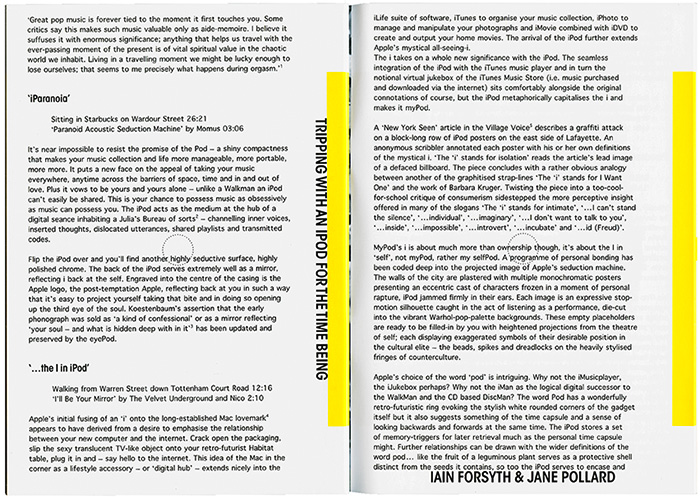 'Great pop music is forever tied to the moment it first touches you. Some
critics say this makes such music valuable only as aide-memoire. I believe it
suffuses it with enormous significance; anything that helps us travel with the
ever-passing moment of the present is of vital spiritual value in the chaotic
world we inhabit. Living in a travelling moment we might be lucky enough to
lose ourselves; that seems to me precisely what happens during orgasm.'¹
'iParanoia'
Sitting in Starbucks on Wardour Street 26:21
'Paranoid Acoustic Seduction Machine' by Momus 03:06
It's near impossible to resist the promise of the Pod – a shiny compactness
that makes your music collection and life more manageable, more portable,
more more. It puts a new face on the appeal of taking your music
everywhere, anytime across the barriers of space, time and in and out of
love. Plus it vows to be yours and yours alone – unlike a Walkman an iPod
can't easily be shared. This is your chance to possess music as obsessively
as music can possess you. The iPod acts as the medium at the hub of a
digital seance inhabiting a Julia's Bureau of sorts² – channelling inner voices,
inserted thoughts, dislocated utterances, shared playlists and transmitted
codes.
Flip the iPod over and you'll find another highly seductive surface, highly
polished chrome. The back of the iPod serves extremely well as a mirror,
reflecting i back at the self. Engraved into the centre of the casing is the
Apple logo, the post-temptation Apple, reflecting back at you in such a way
that it's easy to project yourself taking that bite and in doing so opening
up the third eye of the soul. Koestenbaum's assertion that the early
phonograph was sold as 'a kind of confessional' or as a mirror reflecting
'your soul – and what is hidden deep with in it'³ has been updated and
preserved by the eyePod.
'...the I in iPod'
Walking from Warren Street down Tottenham Court Road 12:16
'I'll Be Your Mirror' by The Velvet Underground and Nico 2:10
Apple's initial fusing of an 'i' onto the long-established Mac lovemark⁴
appears to have derived from a desire to emphasise the relationship
between your new computer and the internet. Crack open the packaging,
slip the sexy translucent TV-like object onto your retro-futurist Habitat
table, plug it in and – say hello to the internet. This idea of the Mac in the
corner as a lifestyle accessory – or 'digital hub' – extends nicely into the
TRIPPING WITH AN IPOD FOR THE TIME BEING
iLife suite of software, iTunes to organise your music collection, iPhoto to
manage and manipulate your photographs and iMovie combined with iDVD to
create and output your home movies. The arrival of the iPod further extends
Apple's mystical all-seeing-i.
The i takes on a whole new significance with the iPod. The seamless
integration of the iPod with the iTunes music player and in turn the
notional virtual jukebox of the iTunes Music Store (i.e. music purchased
and downloaded via the internet) sits comfortably alongside the original
connotations of course, but the iPod metaphorically capitalises the i and
makes it myPod.
A 'New York Seen' article in the Village Voice⁵ describes a graffiti attack
on a block-long row of iPod posters on the east side of Lafayette. An
anonymous scribbler annotated each poster with his or her own definitions
of the mystical i. 'The 'i' stands for isolation' reads the article's lead image
of a defaced billboard. The piece concludes with a rather obvious analogy
between another of the graphitised strap-lines 'The 'i' stands for I Want
One' and the work of Barbara Kruger. Twisting the piece into a too-cool-
for-school critique of consumerism sidestepped the more perceptive insight
offered in many of the slogans 'The 'i' stands for intimate', '...I can't stand
the silence', '...individual', '...imaginary', '...I don't want to talk to you',
'...inside', '...impossible', '...introvert', '...incubate' and '...id (Freud)'.
MyPod's i is about much more than ownership though, it's about the I in
'self', not myPod, rather my selfPod. A programme of personal bonding has
been coded deep into the projected image of Apple's seduction machine.
The walls of the city are plastered with multiple monochromatic posters
presenting an eccentric cast of characters frozen in a moment of personal
rapture, iPod jammed firmly in their ears. Each image is an expressive stop-
motion silhouette caught in the act of listening as a performance, die-cut
into the vibrant Warhol-pop-palette backgrounds. These empty placeholders
are ready to be filled-in by you with heightened projections from the theatre
of self; each displaying exaggerated symbols of their desirable position in
the cultural elite – the beads, spikes and dreadlocks on the heavily stylised
fringes of counterculture.
Apple's choice of the word 'pod' is intriguing. Why not the iMusicplayer,
the iJukebox perhaps? Why not the iMan as the logical digital successor to
the WalkMan and the CD based DiscMan? The word Pod has a wonderfully
retro-futuristic ring evoking the stylish white rounded corners of the gadget
itself but it also suggests something of the time capsule and a sense of
looking backwards and forwards at the same time. The iPod stores a set
of memory-triggers for later retrieval much as the personal time capsule
might. Further relationships can be drawn with the wider definitions of the
word pod... like the fruit of a leguminous plant serves as a protective shell
distinct from the seeds it contains, so too the iPod serves to encase and
IAIN FORSYTH & JANE POLLARD